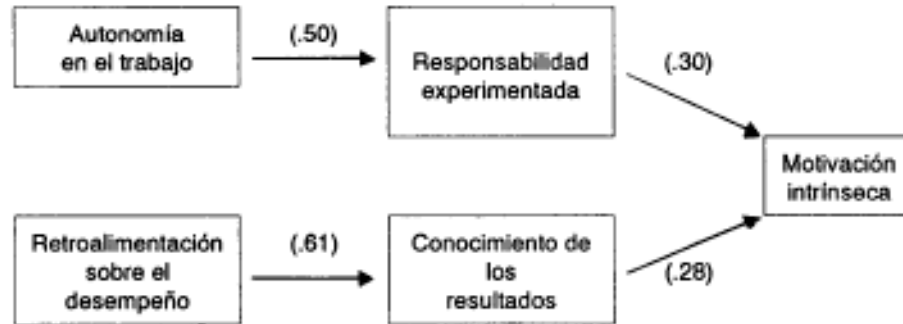 Autonomía
en el trabajo
(.50)
Responsabilidad
experimentada
(.30)
Motivación
intrínseca
Retroalimentación
sobre el
desempeño
(.61)
Conocimiento de
los
resultados
(.28)